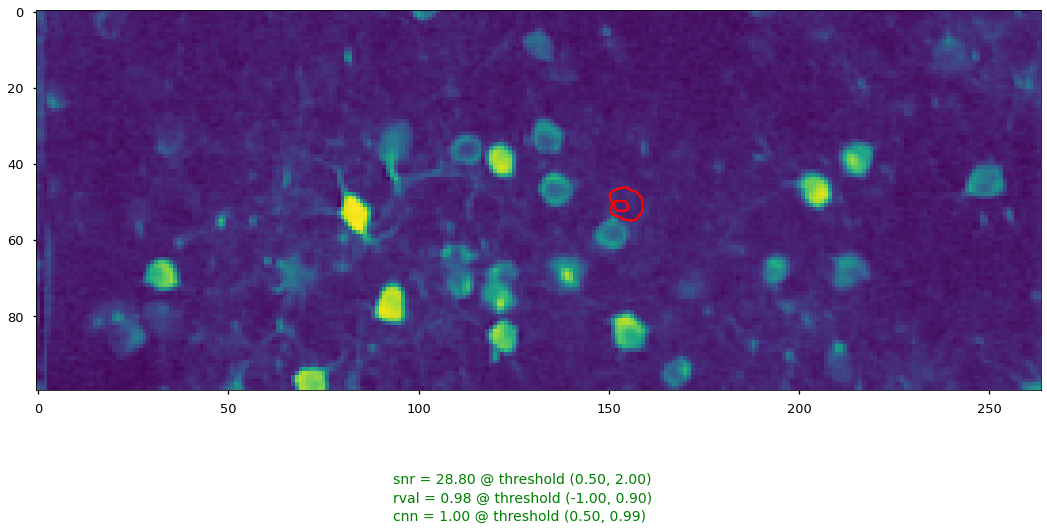 0
20
40
60
80
0 50 100 150 200 250
snr = 28.80 @ threshold (0.50, 2.00)
rval = 0.98 @ threshold (-1.00, 0.90)
cnn = 1.00 @ threshold (0.50, 0.99)